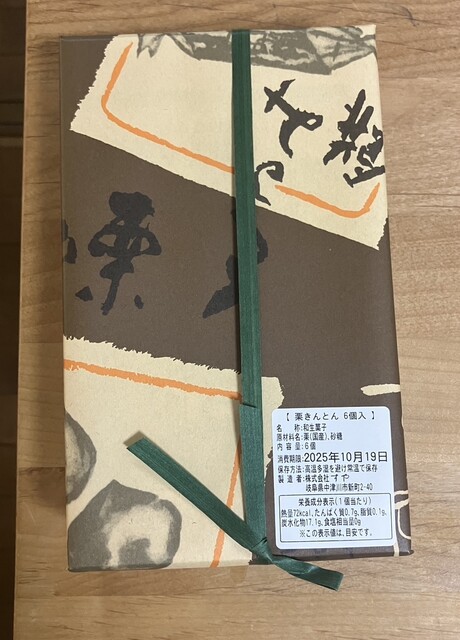 栗
【 栗きんとん 6個入 】
名　　称:和生菓子
原材料名:栗(国産)、砂糖
内 容 量:6個
消費期限:2025年10月19日
保存方法:高温多湿を避け常温で保存
製 造 者:株式会社 すや
岐阜県中津川市新町2-40
栄養成分表示(1個当たり)
熱量72kcal、たんぱく質0.7g、脂質0.1g、
炭水化物17.1g、食塩相当量0g
※この表示値は、目安です。